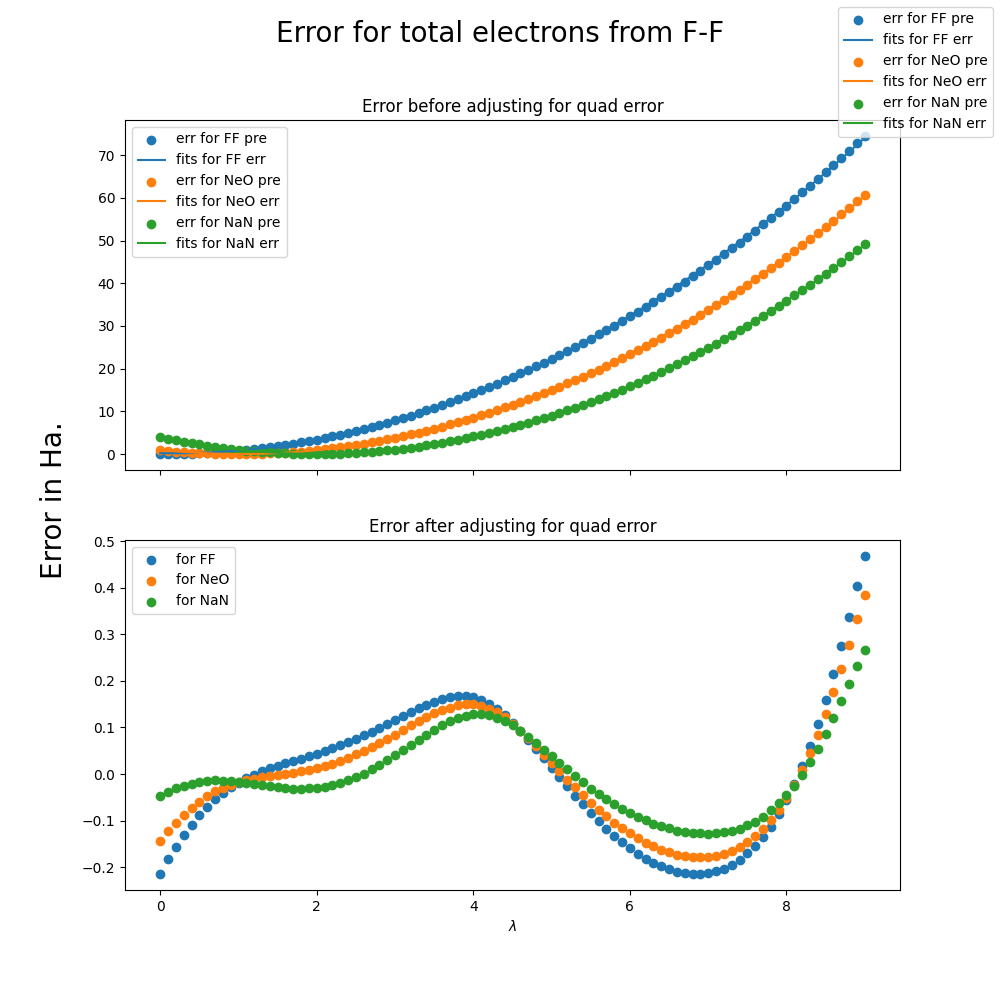 Error for total electrons from F-F
err for FF pre
fits for FF err
err for NeO pre
fits for NeO err
err for NaN pre
fits for NaN err
Error before adjusting for quad error
err for FF pre
fits for FF err
err for NeO pre
fits for NeO err
err for NaN pre
fits for NaN err
70
60
50
40
30
20
10
0
Error in Ha.
Error after adjusting for quad error
for FF
for NeO
for NaN
0.5
0.4
0.3
0.2
0.1
0.0
−0.1
−0.2
0 2 4 6 8
λ